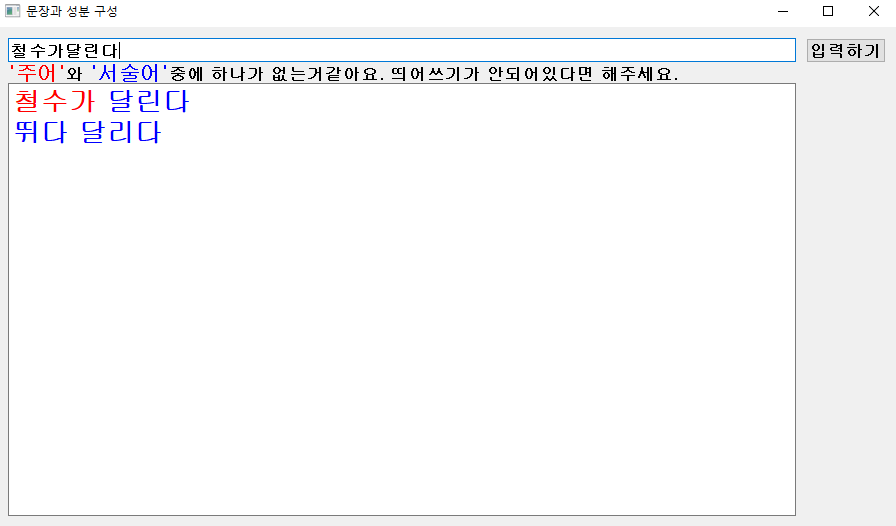 문장과 성분 구성
철수가달린다
입력하기
'주어'와 '서술어'중에 하나가 없는거같아요. 띄어쓰기가 안되어있다면 해주세요.
철수가 달린다
뛰다 달리다